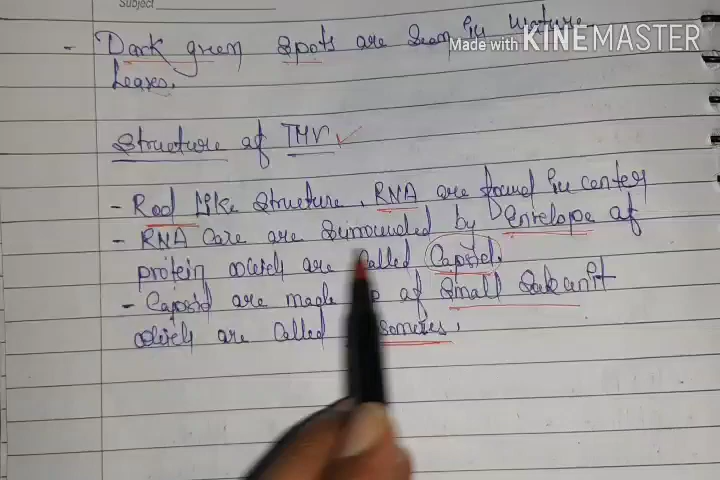 Subject
- Dark green spots are seen in Mature
Leaves.
Made with KINEMASTER
Structure of TMV
- Rod like structure, RNA are found in center
- RNA Core are surrounded by envelope of
protein which are called Capsid.
- Capsid are made up of small subunit
which are called